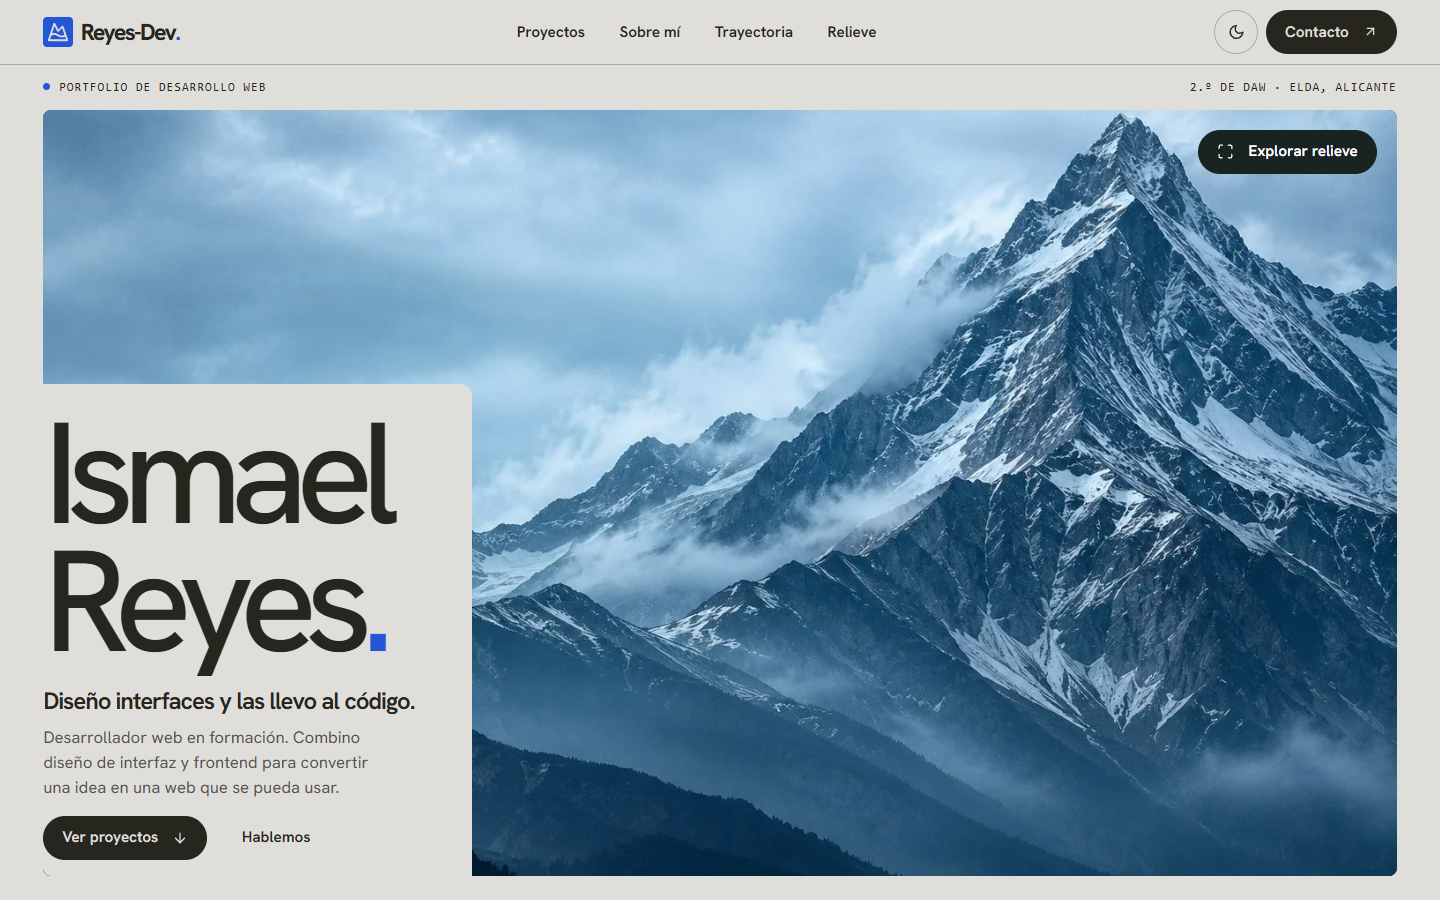 Reyes-Dev.
Proyectos
Sobre mí
Trayectoria
Relieve
Contacto
PORTFOLIO DE DESARROLLO WEB
2.º DE DAW · ELDA, ALICANTE
Explorar relieve
Ismael
Reyes.
Diseño interfaces y las llevo al código.
Desarrollador web en formación. Combino
diseño de interfaz y frontend para convertir
una idea en una web que se pueda usar.
Ver proyectos
Hablemos